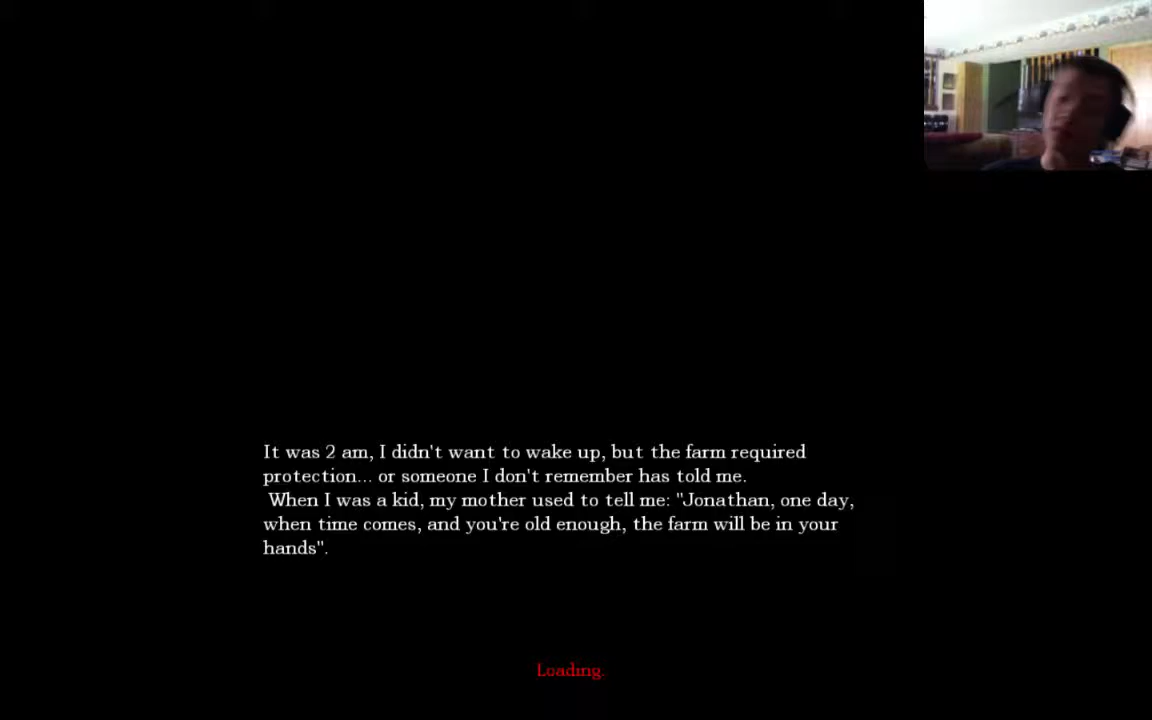 It was 2 am, I didn't want to wake up, but the farm required
protection... or someone I don't remember has told me.
When I was a kid, my mother used to tell me: "Jonathan, one day,
when time comes, and you're old enough, the farm will be in your
hands".
Loading.